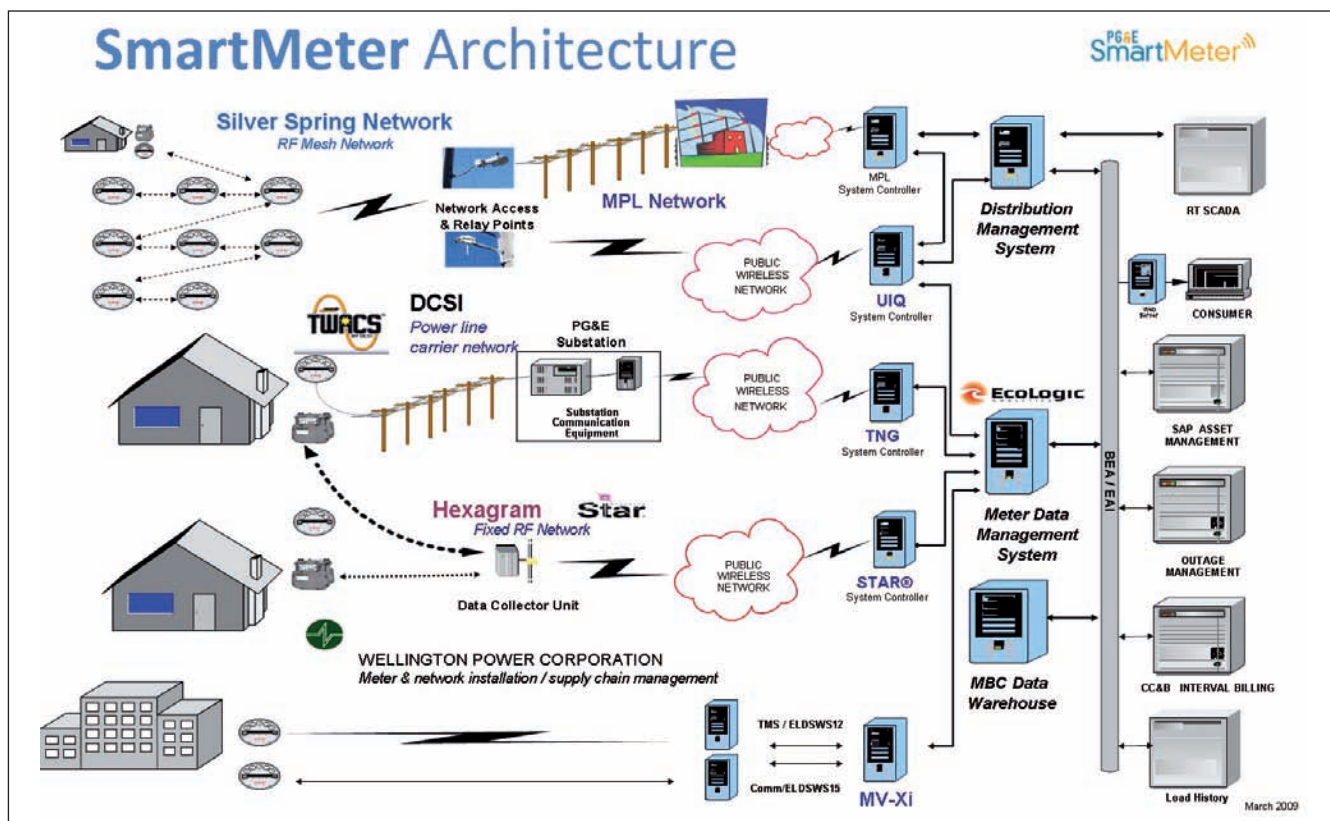 SmartMeter Architecture
PG&E
SmartMeter
Silver Spring Network
RF Mesh Network
Network Access
& Relay Points
MPL Network
MPL
System Controller
Distribution
Management
System
RT SCADA
PUBLIC
WIRELESS
NETWORK
UIQ
System Controller
Server
CONSUMER
TWACS
DCSI
Power line
carrier network
PG&E
Substation
Substation
Communication
Equipment
PUBLIC
WIRELESS
NETWORK
TNG
System Controller
ECOLOGIC
SAP ASSET
MANAGEMENT
BEA / EAI
Meter Data
Management
System
OUTAGE
MANAGEMENT
Hexagram
Fixed RF Network
Star
Data Collector Unit
PUBLIC
WIRELESS
NETWORK
STAR®
System Controller
MBC Data
Warehouse
CC&B INTERVAL BILLING
WELLINGTON POWER CORPORATION
Meter & network installation / supply chain management
TMS / ELDSWS12
Comm/ELDSWS15
MV-Xi
Load History
March 2009